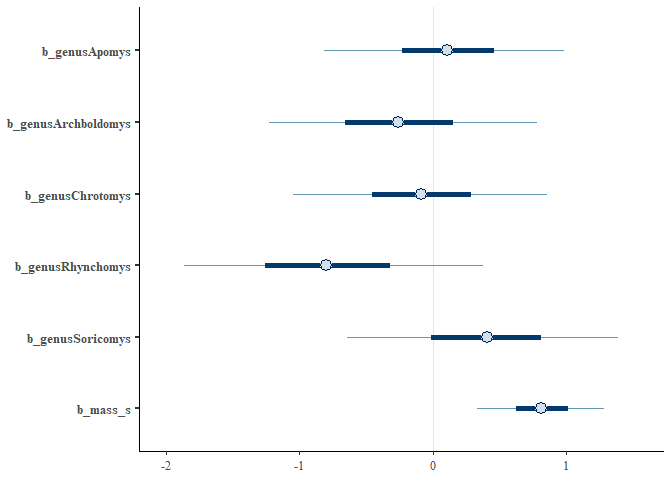 b_genusApomys
b_genusArchboldomys
b_genusChrotomys
b_genusRhynchomys
b_genusSoricomys
b_mass_s
-2 -1 0 1